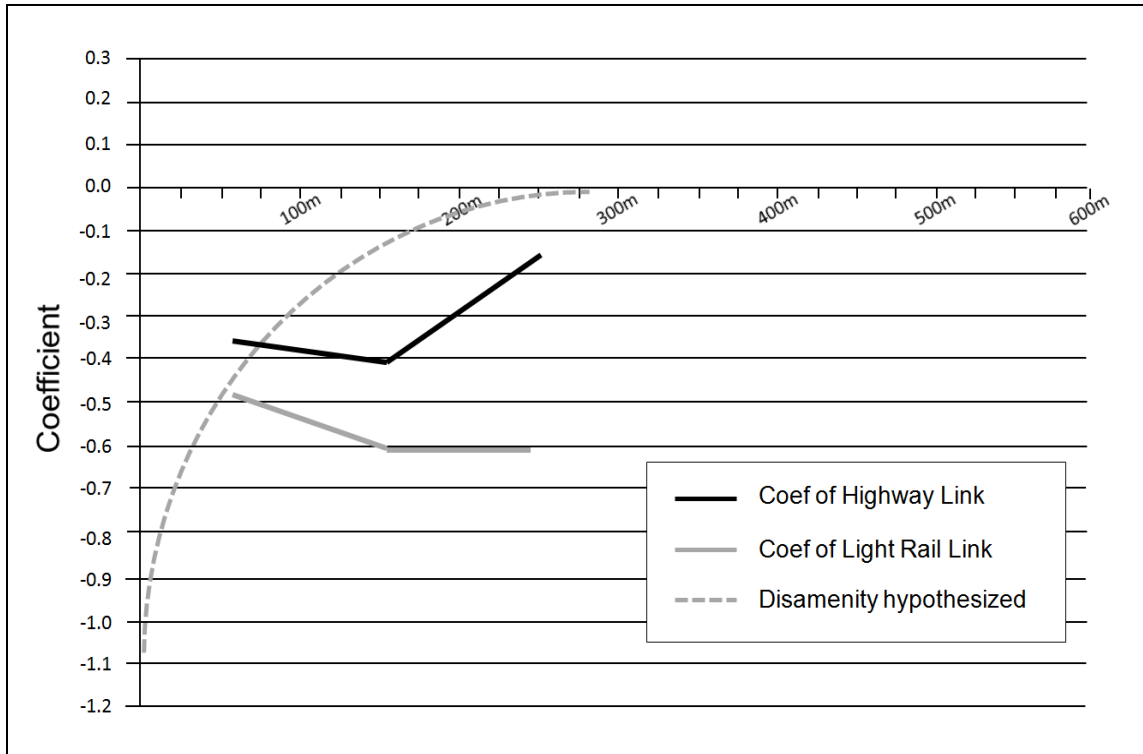 0.3
0.2
0.1
0.0
100m
200m
300m
400m
500m
600m
-0.1
-0.2
-0.3
-0.4
-0.5
-0.6
-0.7
-0.8
-0.9
-1.0
-1.1
-1.2
Coefficient
Coef of Highway Link
Coef of Light Rail Link
Disamenity hypothesized